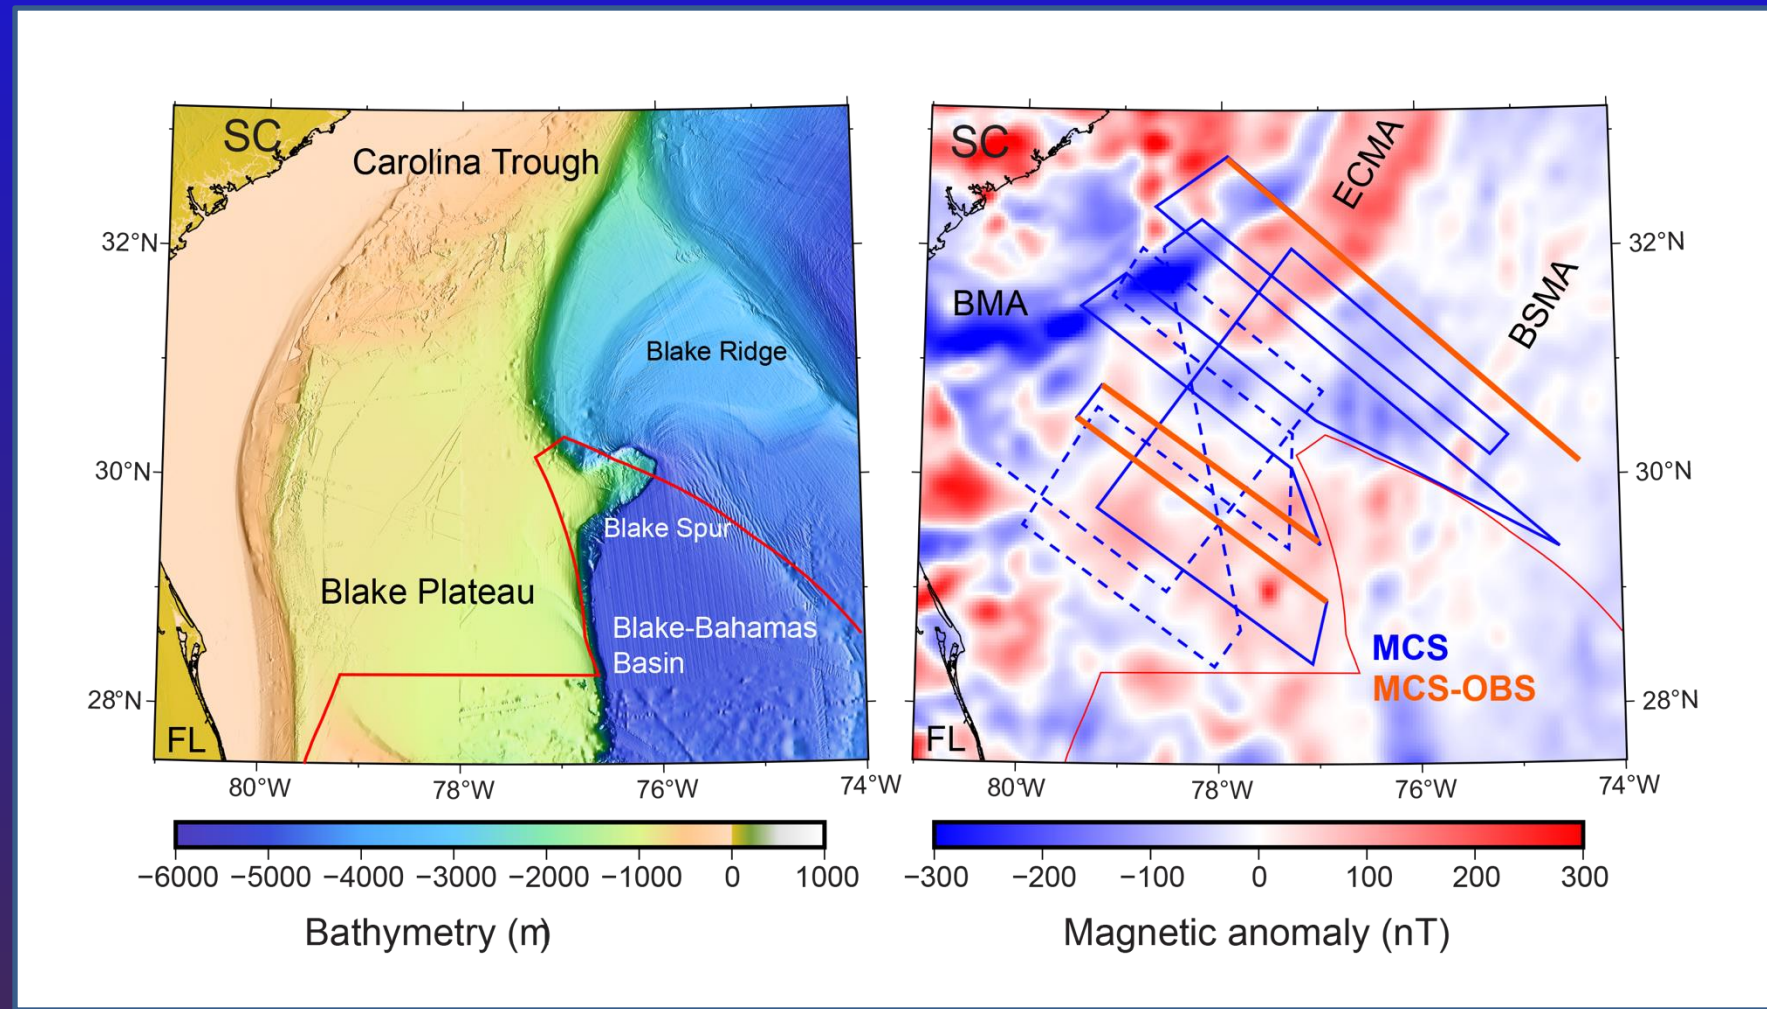 SC
Carolina Trough
Blake Ridge
Blake Spur
Blake Plateau
Blake-Bahamas
Basin
FL
32°N
30°N
28°N
80°W
78°W
76°W
74°W
−6000
−5000
−4000
−3000
−2000
−1000
0
1000
Bathymetry (m)
SC
ECMA
BMA
BSMA
MCS
MCS-OBS
FL
32°N
30°N
28°N
80°W
78°W
76°W
74°W
−300
−200
−100
0
100
200
300
Magnetic anomaly (nT)